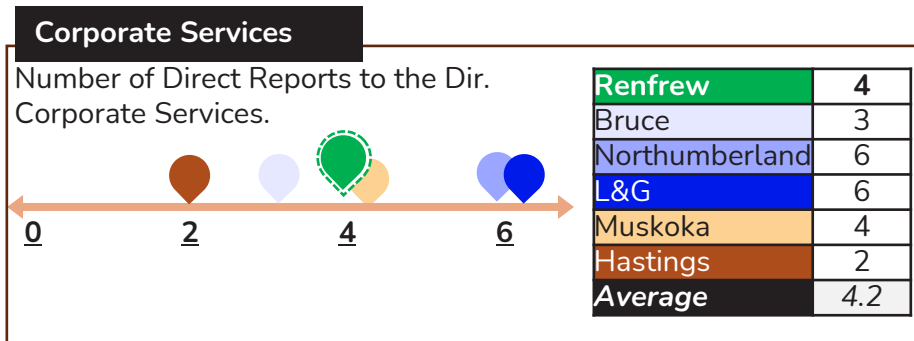 Corporate Services
Number of Direct Reports to the Dir.
Corporate Services.
0 2 4 6
Renfrew 4
Bruce 3
Northumberland 6
L&G 6
Muskoka 4
Hastings 2
Average 4.2